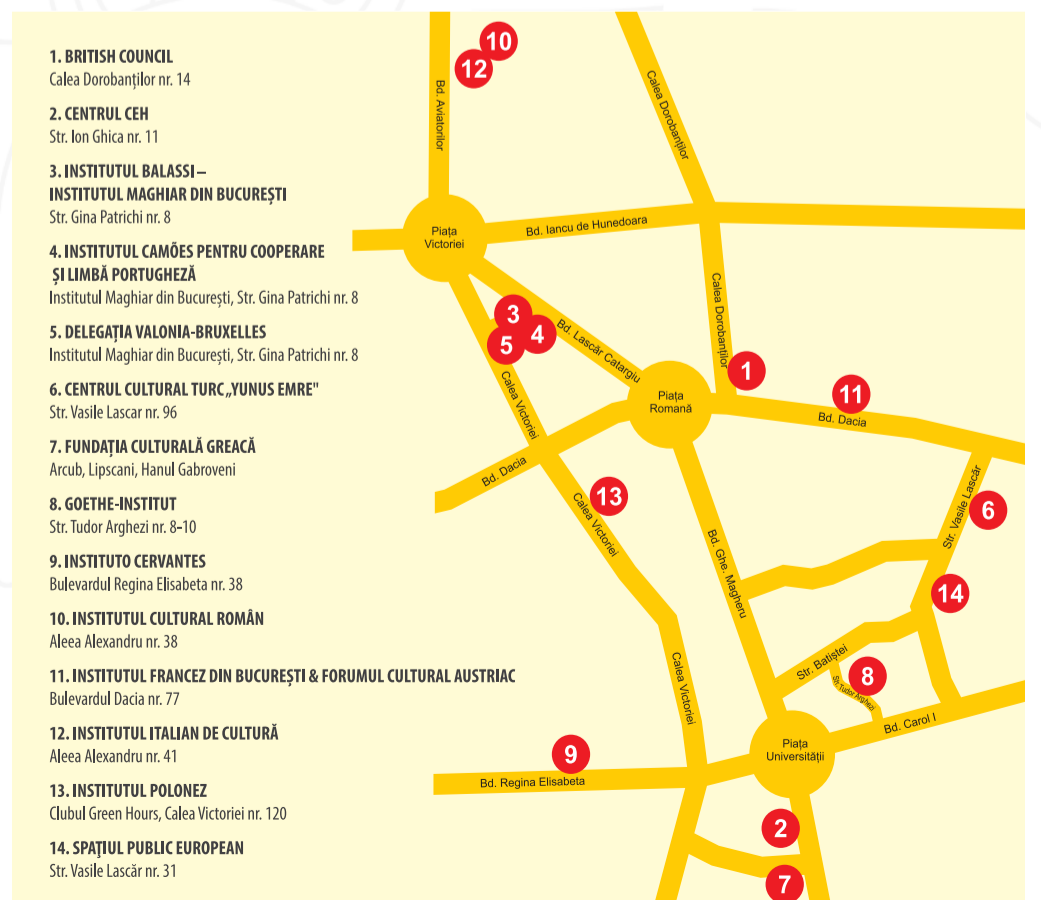 1. BRITISH COUNCIL
Calea Dorobanților nr. 14
2. CENTRUL CEH
Str. Ion Ghica nr. 11
3. INSTITUTUL BALASSI –
INSTITUTUL MAGHIAR DIN BUCUREȘTI
Str. Gina Patrichi nr. 8
4. INSTITUTUL CAMÕES PENTRU COOPERARE
ȘI LIMBĂ PORTUGHEZĂ
Institutul Maghiar din București, Str. Gina Patrichi nr. 8
5. DELEGAȚIA VALONIA-BRUXELLES
Institutul Maghiar din București, Str. Gina Patrichi nr. 8
6. CENTRUL CULTURAL TURC „YUNUS EMRE"
Str. Vasile Lascar nr. 96
7. FUNDAȚIA CULTURALĂ GREACĂ
Arcub, Lipscani, Hanul Gabroveni
8. GOETHE-INSTITUT
Str. Tudor Arghezi nr. 8-10
9. INSTITUTO CERVANTES
Bulevardul Regina Elisabeta nr. 38
10. INSTITUTUL CULTURAL ROMÂN
Aleea Alexandru nr. 38
11. INSTITUTUL FRANCEZ DIN BUCUREȘTI & FORUMUL CULTURAL AUSTRIAC
Bulevardul Dacia nr. 77
12. INSTITUTUL ITALIAN DE CULTURĂ
Aleea Alexandru nr. 41
13. INSTITUTUL POLONEZ
Clubul Green Hours, Calea Victoriei nr. 120
14. SPAȚIUL PUBLIC EUROPEAN
Str. Vasile Lascăr nr. 31
10
12
Bd. Aviatorilor
Calea Dorobanților
Piața
Victoriei
Bd. Iancu de Hunedoara
Calea Dorobanților
3
4
5
Bd. Lascăr Catargiu
Calea Victoriei
1
Piața
Romană
11
Bd. Dacia
Bd. Dacia
13
Calea Victoriei
Str. Vasile Lascăr
6
Bd. Ghe. Magheru
14
Calea Victoriei
Str. Batiștei
8
Str. Tudor Arghezi
Bd. Carol I
Piața
Universității
9
Bd. Regina Elisabeta
2
7